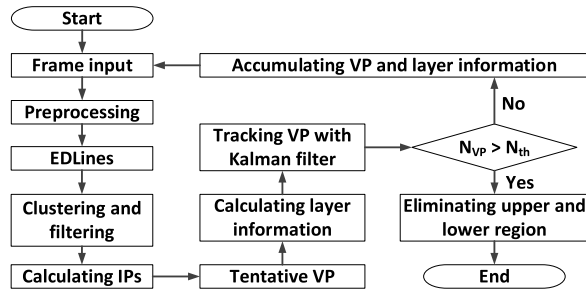 Start
Frame input
Accumulating VP and layer information
Preprocessing
No
Tracking VP with
Kalman filter
EDLines
N_VP > N_th
Yes
Clustering and
filtering
Calculating layer
information
Eliminating upper and
lower region
Calculating IPs
Tentative VP
End